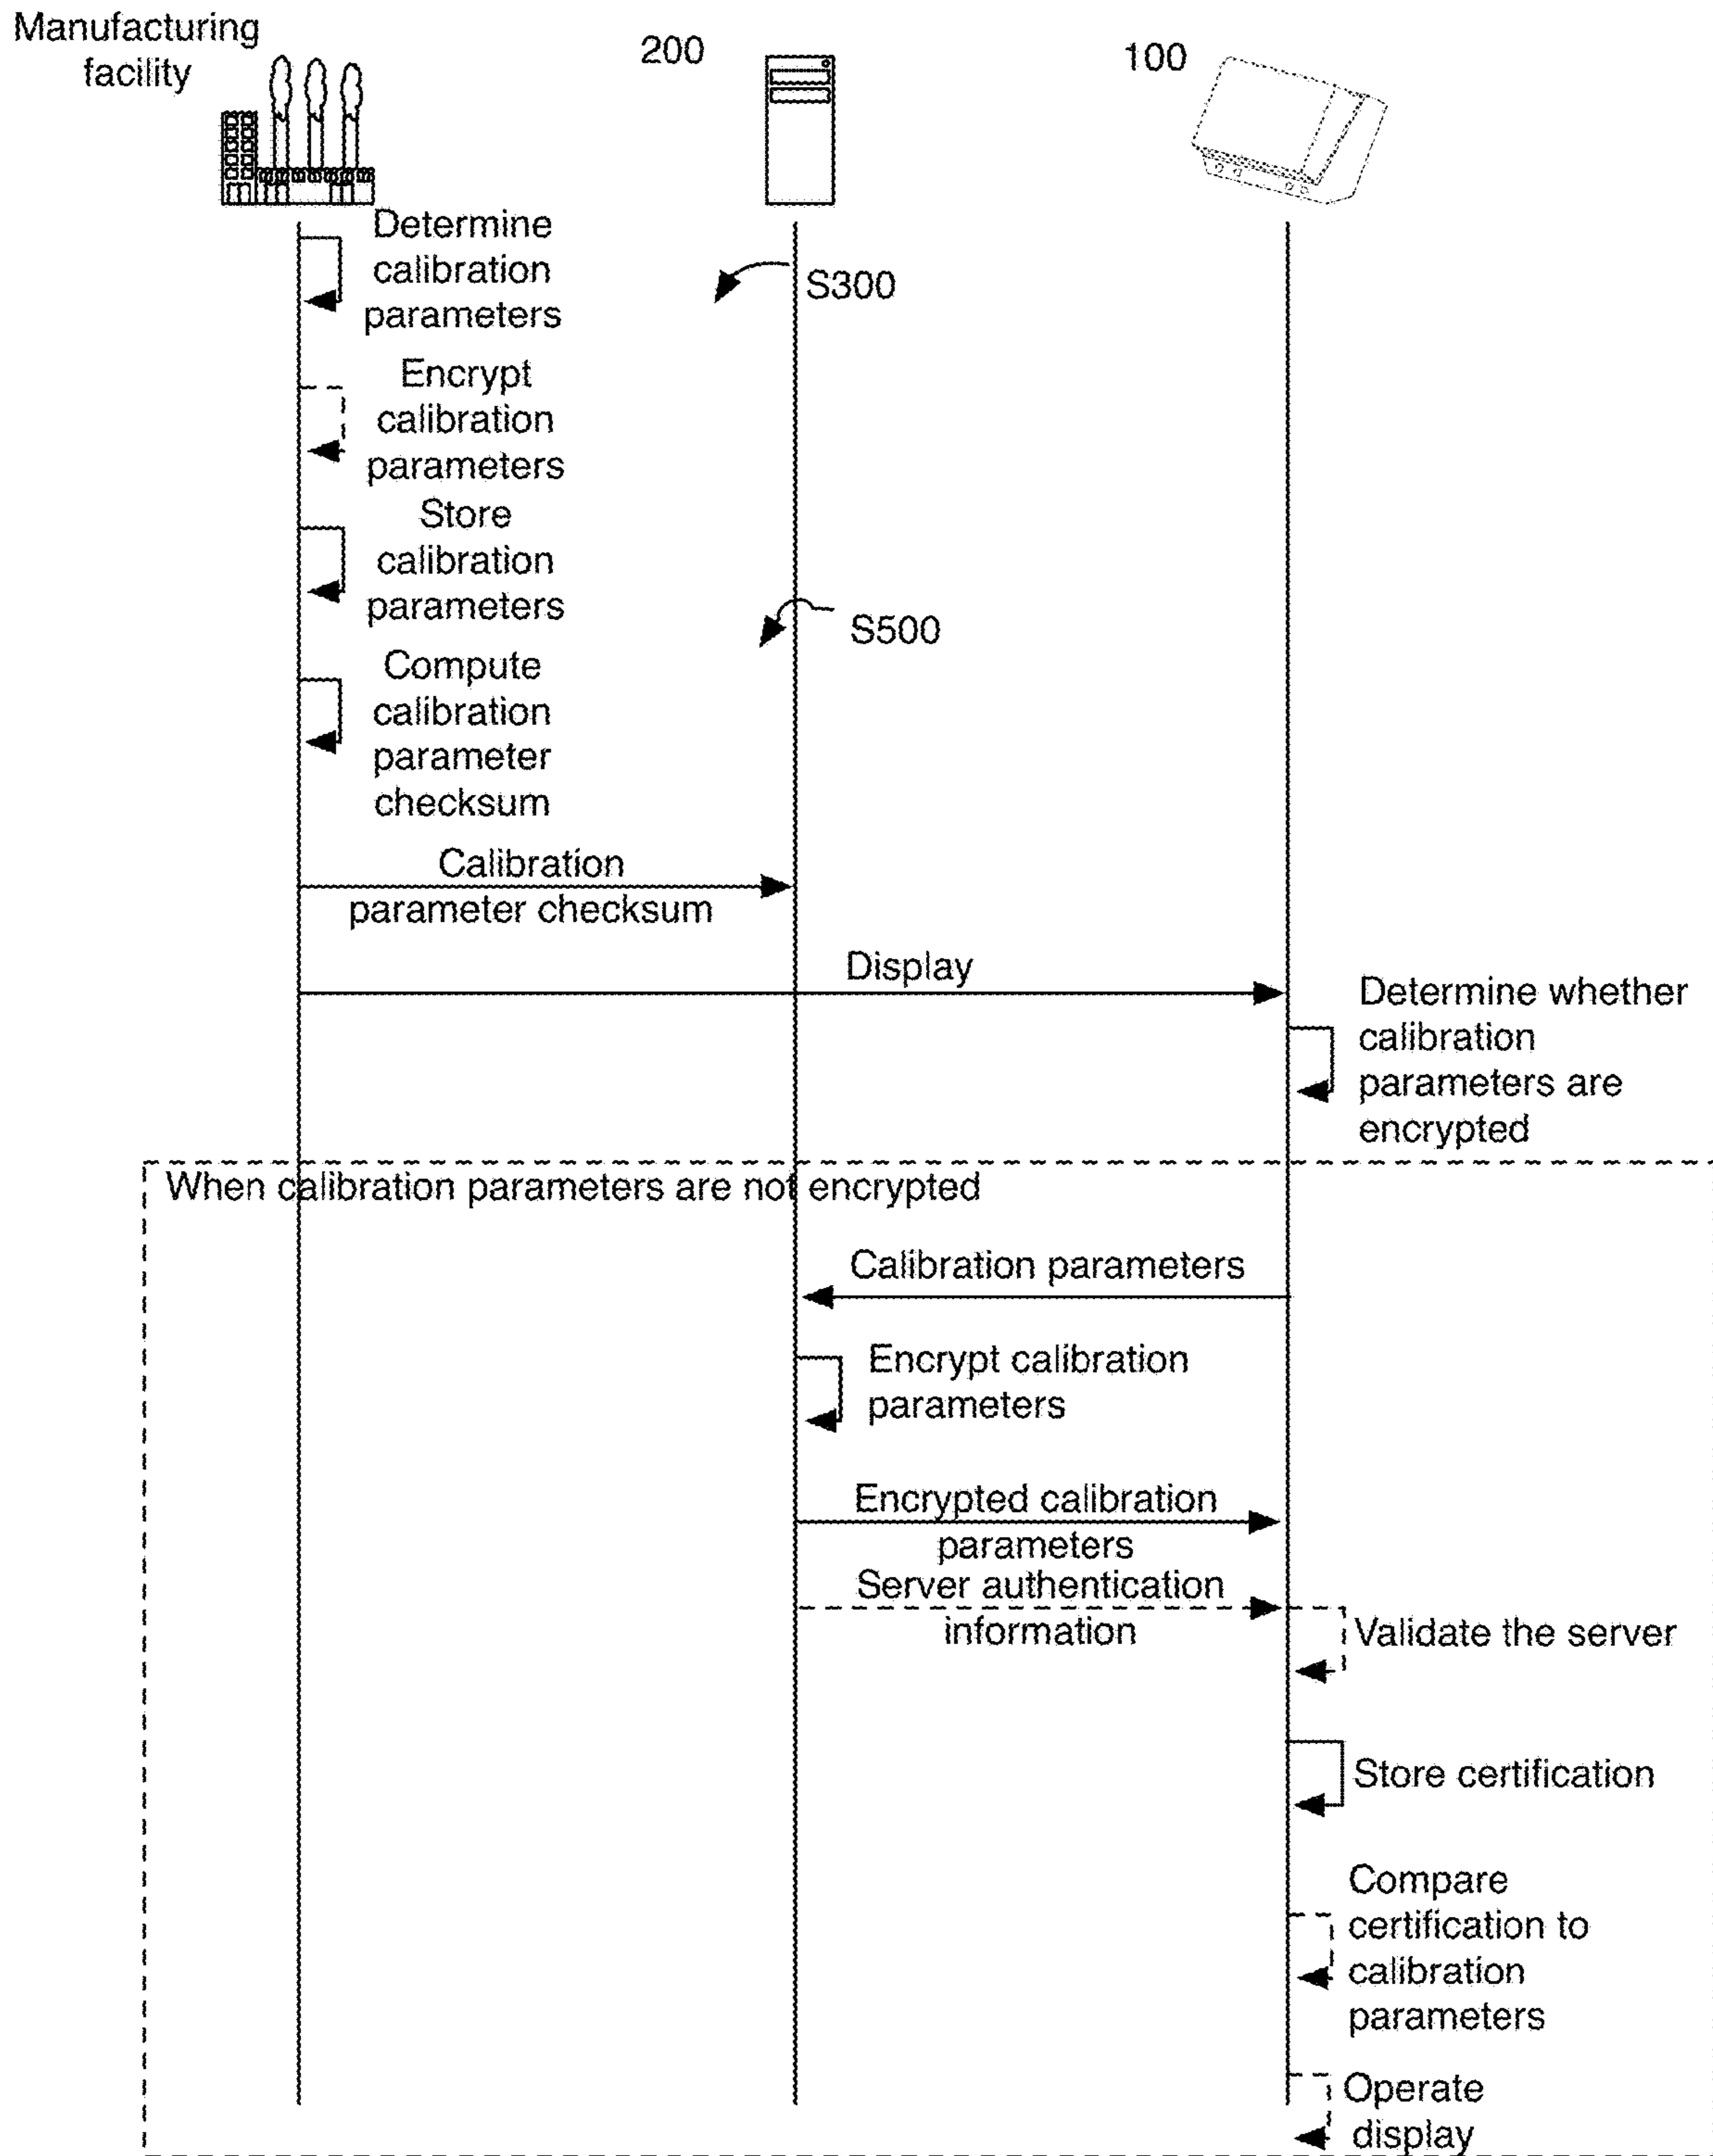 Manufacturing
facility
200
100
Determine
calibration
parameters
S300
Encrypt
calibration
parameters
Store
calibration
parameters
S500
Compute
calibration
parameter
checksum
Calibration
parameter checksum
Display
Determine whether
calibration
parameters are
encrypted
When calibration parameters are not encrypted
Calibration parameters
Encrypt calibration
parameters
Encrypted calibration
parameters
Server authentication
information
Validate the server
Store certification
Compare
certification to
calibration
parameters
Operate
display